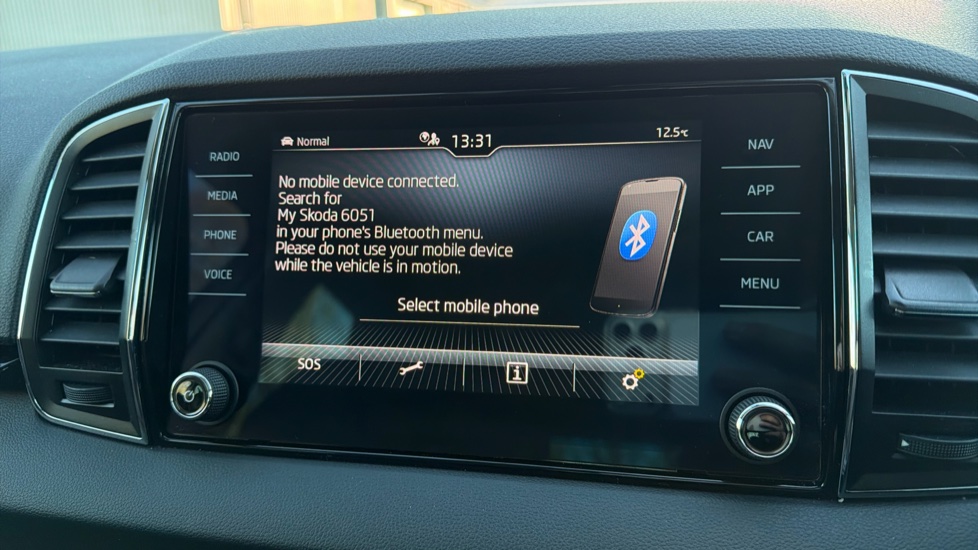 Normal
13:31
12.5°C
RADIO
MEDIA
PHONE
VOICE
No mobile device connected.
Search for
My Skoda 6051
in your phone's Bluetooth menu.
Please do not use your mobile device
while the vehicle is in motion.
Select mobile phone
SOS
i
NAV
APP
CAR
MENU